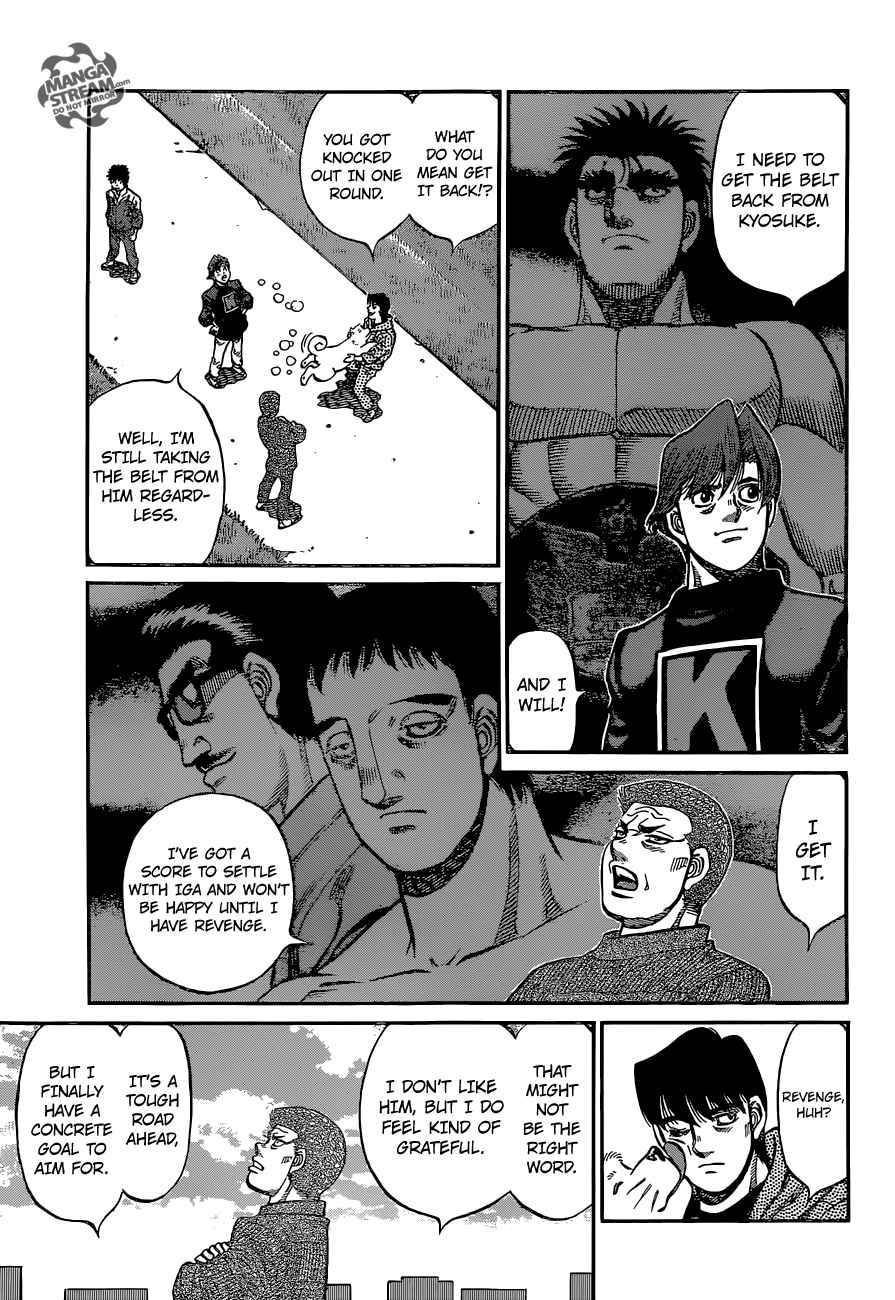 MANGA
STREAM.com
DO NOT MIRROR
I NEED TO
GET THE BELT
BACK FROM
KYOSUKE.
K
AND I
WILL!
WHAT
DO YOU
MEAN GET
IT BACK!?
YOU GOT
KNOCKED
OUT IN ONE
ROUND.
WELL, I'M
STILL TAKING
THE BELT FROM
HIM REGARD-
LESS.
I
GET
IT.
I'VE GOT A
SCORE TO SETTLE
WITH IGA AND WON'T
BE HAPPY UNTIL I
HAVE REVENGE.
REVENGE,
HUH?
THAT
MIGHT
NOT
BE THE
RIGHT
WORD.
I DON'T LIKE
HIM, BUT I DO
FEEL KIND OF
GRATEFUL.
IT'S A
TOUGH
ROAD
AHEAD,
BUT I
FINALLY
HAVE A
CONCRETE
GOAL TO
AIM FOR.